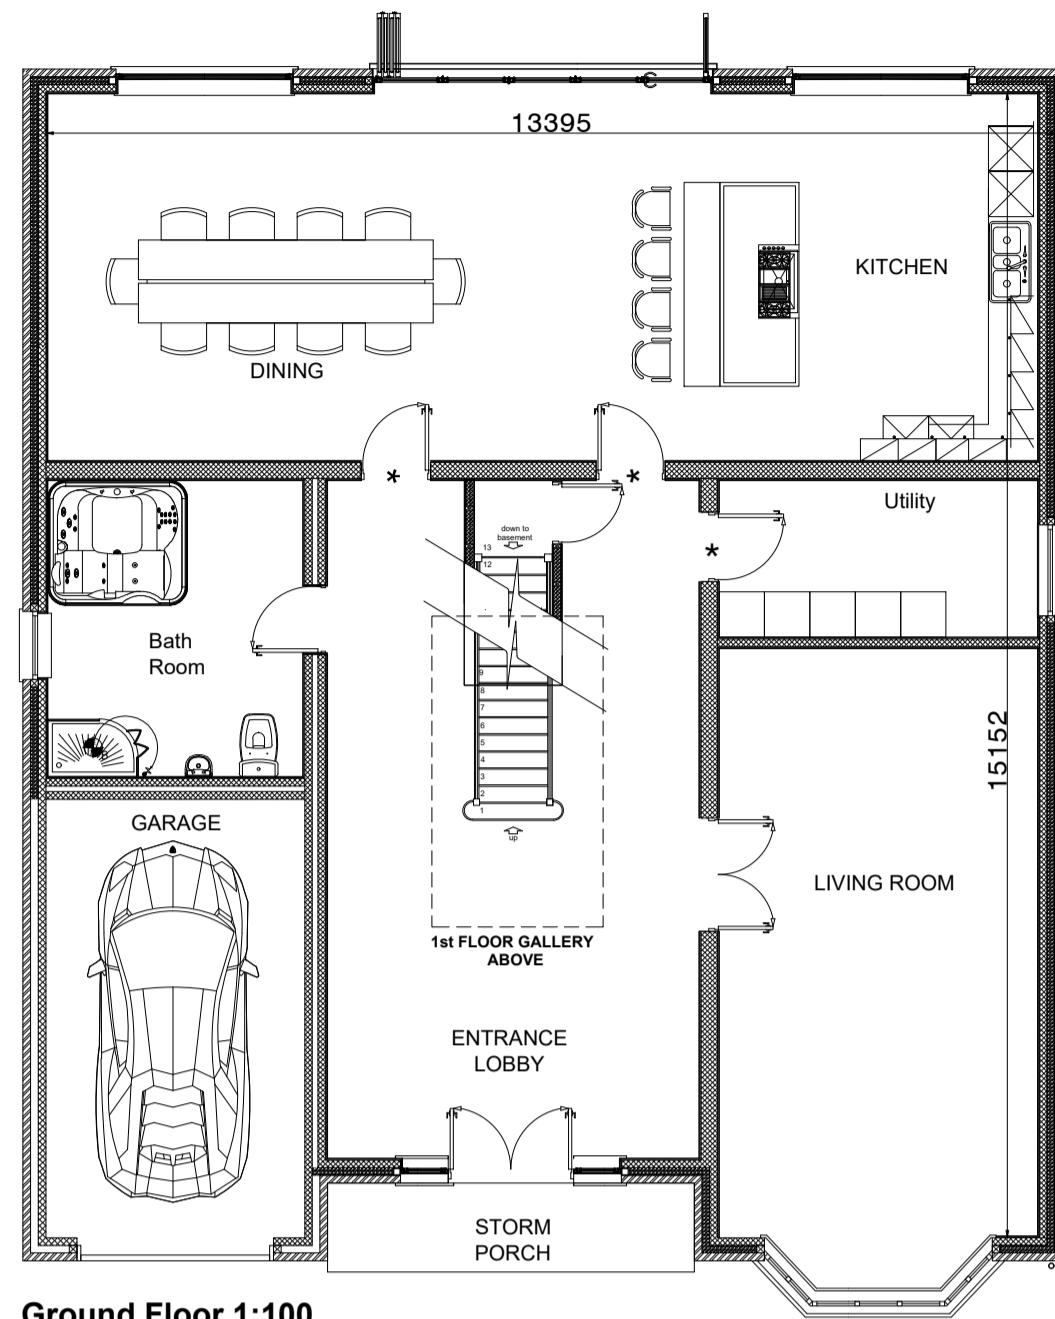 13395
KITCHEN
DINING
*
*
Utility
down to
basement
13
12
*
Bath
Room
9
8
7
6
5
4
3
2
1
up
15152
GARAGE
LIVING ROOM
1st FLOOR GALLERY
ABOVE
ENTRANCE
LOBBY
STORM
PORCH
Ground Floor 1:100